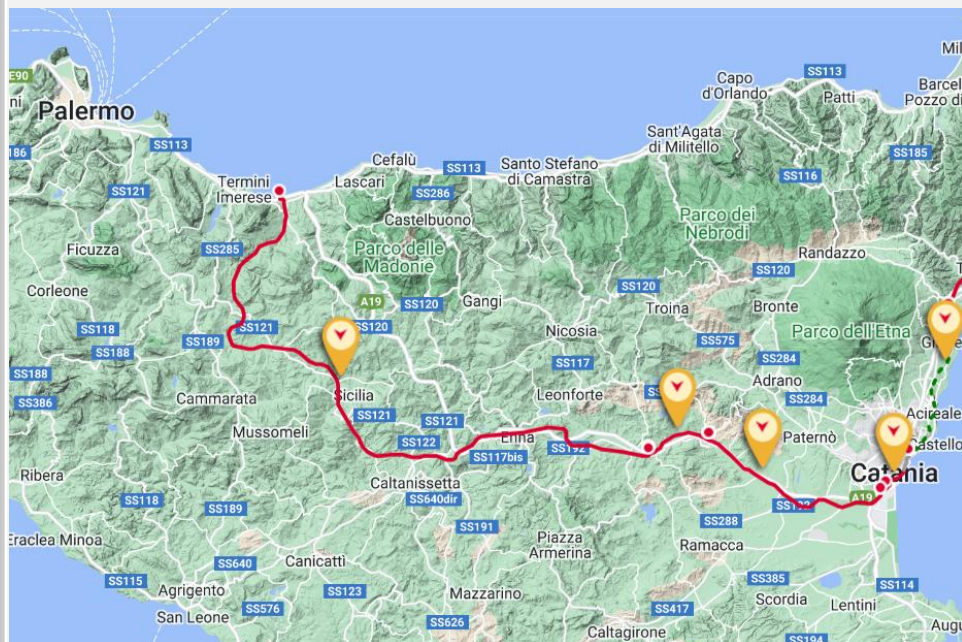 E90
Palermo
SS113
ni
186
SS121
Ficuzza
Corleone
Termini
Imerese
SS285
Lascari
Cefalù
SS113
SS286
Castelbuono
Parco delle
Madonie
A19
SS120
SS120
Gangi
Santo Stefano
di Camastra
Sant'Agata
di Militello
Capo
d'Orlando
SS113
Patti
Mil
Barcel
Pozzo di
SS185
SS116
Parco dei
Nebrodi
Randazzo
SS120
SS120
Troina
Bronte
SS575
Parco dell'Etna
Nicosia
SS117
SS284
Adrano
SS284
Leonforte
Paternò
Acireale
Castello
Catania
A19
SS118
SS188
SS188
SS386
SS189
SS121
Cammarata
Mussomeli
Sicilia
SS121
SS121
SS122
Enna
SS117bis
SS192
Caltanissetta
SS640dir
Ribera
SS118
SS189
SS191
SS288
Ramacca
Piazza
Armerina
Eraclea Minoa
Canicattì
SS640
SS115
Agrigento
San Leone
SS576
SS123
Mazzarino
SS626
SS417
Caltagirone
SS385
Scordia
SS114
Lentini
SS194
Augu